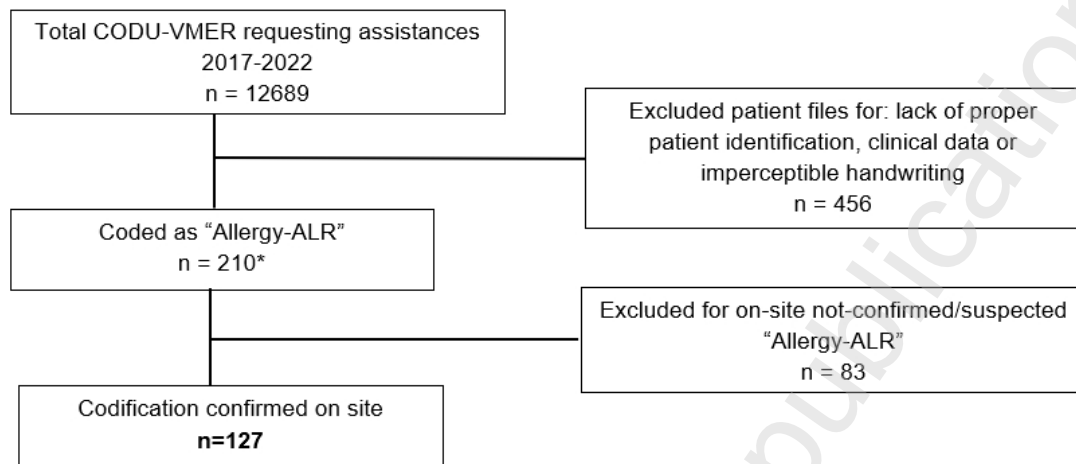 Total CODU-VMER requesting assistances
2017-2022
n = 12689
Excluded patient files for: lack of proper
patient identification, clinical data or
imperceptible handwriting
n = 456
Coded as “Allergy-ALR”
n = 210*
Excluded for on-site not-confirmed/suspected
“Allergy-ALR”
n = 83
Codification confirmed on site
n=127
publication